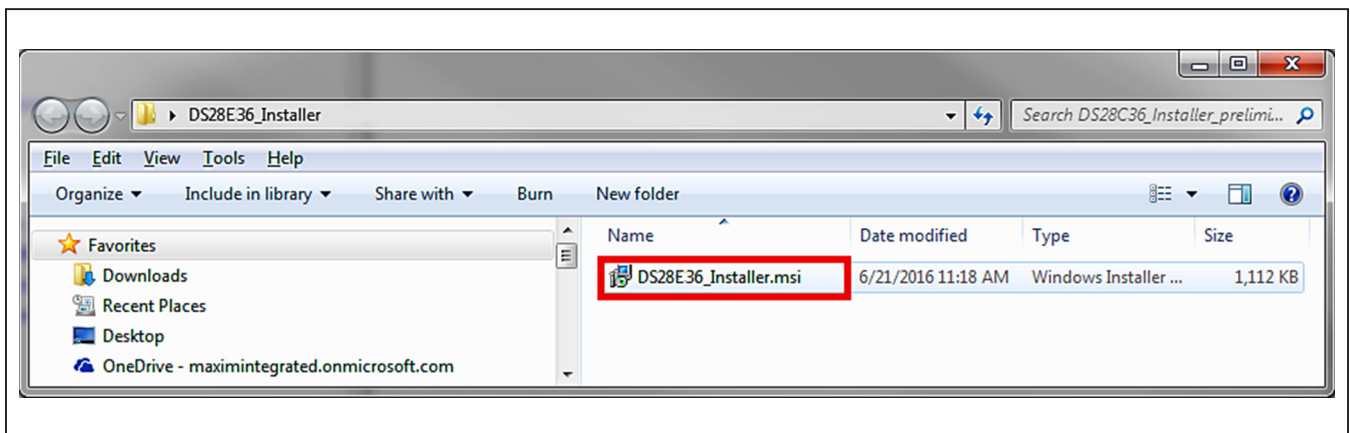 DS28E36_Installer
Search DS28C36_Installer_prelimi...
File Edit View Tools Help
Organize Include in library Share with Burn New folder
Favorites
Downloads
Recent Places
Desktop
OneDrive - maximintegrated.onmicrosoft.com
Name Date modified Type Size
DS28E36_Installer.msi 6/21/2016 11:18 AM Windows Installer ... 1,112 KB